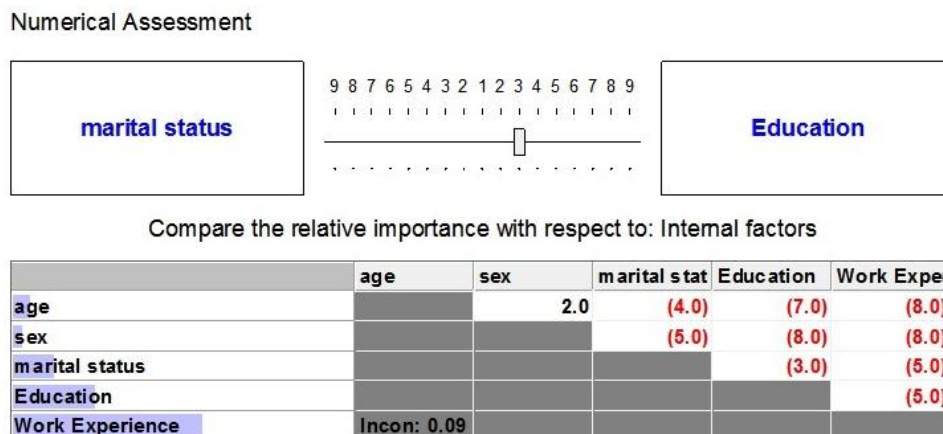 Numerical Assessment
9 8 7 6 5 4 3 2 1 2 3 4 5 6 7 8 9
marital status Education
Compare the relative importance with respect to: Internal factors
age sex marital stat Education Work Expe
age 2.0 (4.0) (7.0) (8.0)
sex (5.0) (8.0) (8.0)
marital status (3.0) (5.0)
Education (5.0)
Work Experience Incon: 0.09